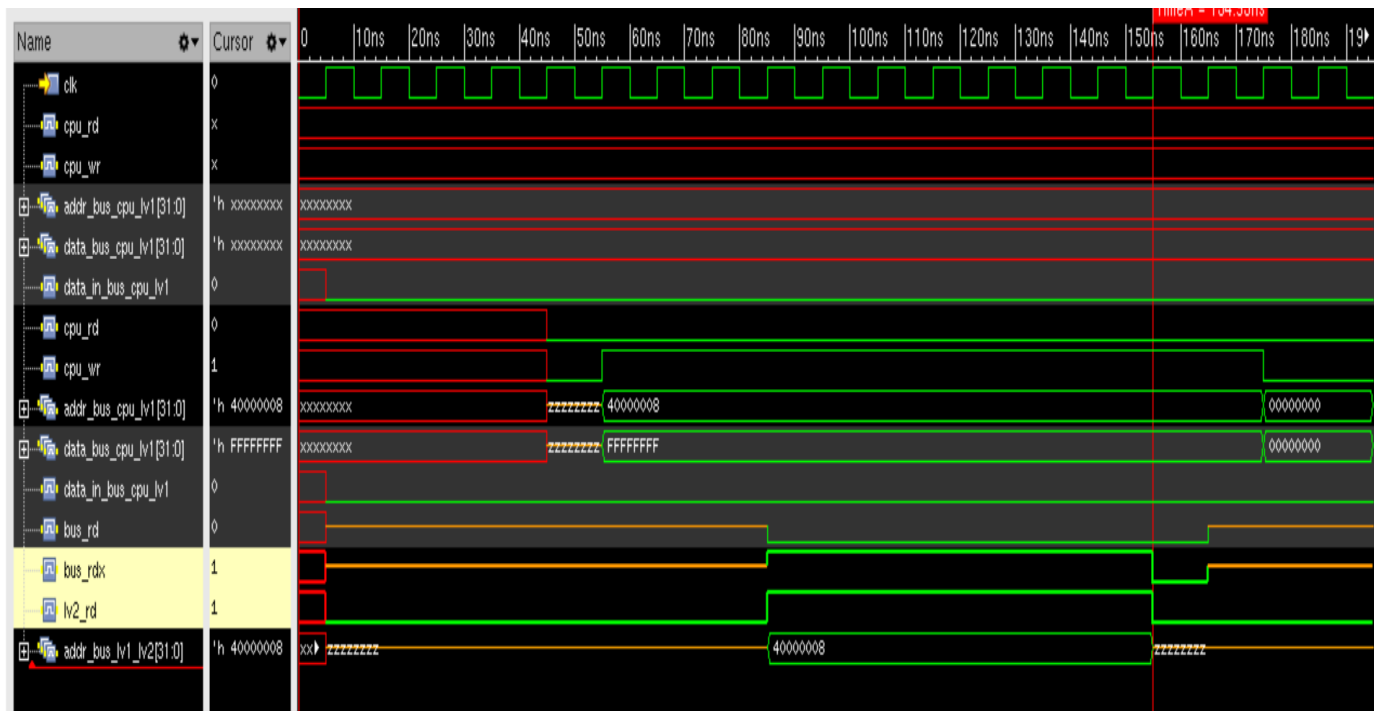 TimeA = 154.55ns
Name Cursor 0 10ns 20ns 30ns 40ns 50ns 60ns 70ns 80ns 90ns 100ns 110ns 120ns 130ns 140ns 150ns 160ns 170ns 180ns 19
clk 0
cpu_rd x
cpu_wr x
addr_bus_cpu_lv1[31:0] 'h xxxxxxxx xxxxxxxx
data_bus_cpu_lv1[31:0] 'h xxxxxxxx xxxxxxxx
data_in_bus_cpu_lv1 0
cpu_rd 0
cpu_wr 1
addr_bus_cpu_lv1[31:0] 'h 40000008 xxxxxxxx zzzzzzzz 40000008 00000000
data_bus_cpu_lv1[31:0] 'h FFFFFFFF xxxxxxxx zzzzzzzz FFFFFFFF 00000000
data_in_bus_cpu_lv1 0
bus_rd 0
bus_rdx 1
lv2_rd 1
addr_bus_lv1_lv2[31:0] 'h 40000008 xx zzzzzzzz 40000008 zzzzzzzz